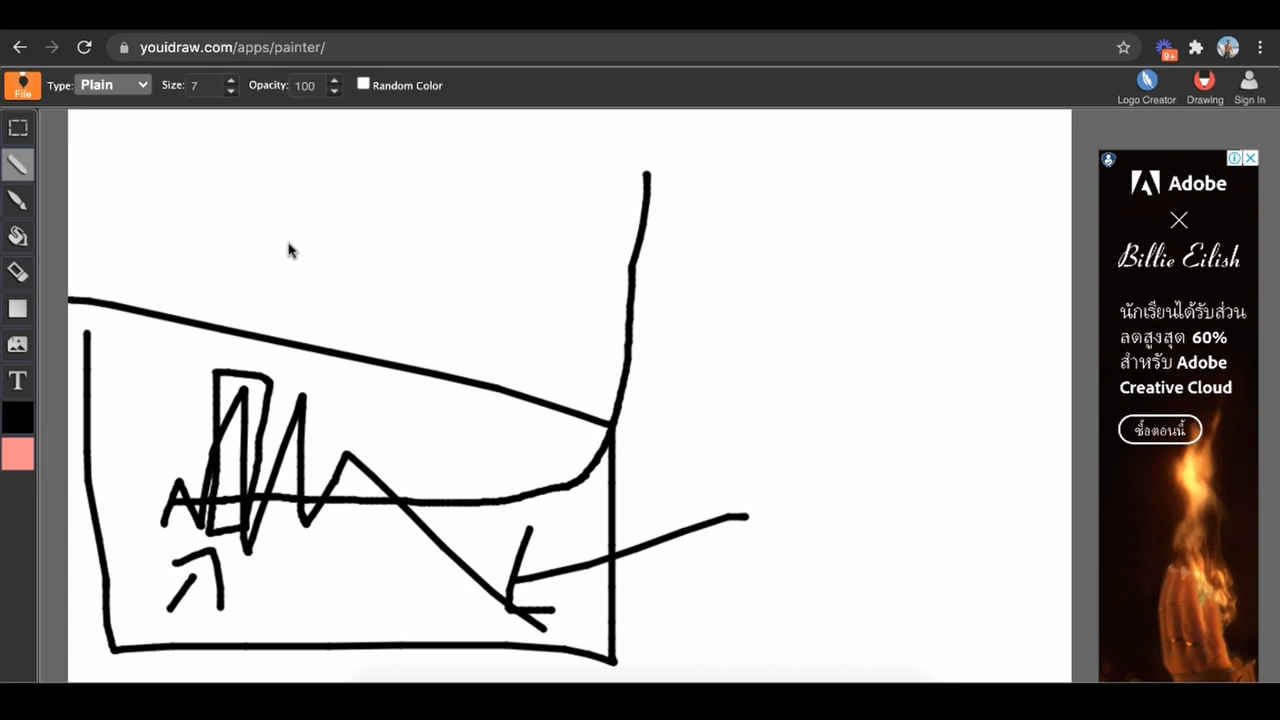 youidraw.com/apps/painter/
9+
File
Type: Plain Size: 7 Opacity: 100 Random Color
Logo Creator Drawing Sign In
T
Adobe
Billie Eilish
นักเรียนได้รับส่วน
ลดสูงสุด 60%
สำหรับ Adobe
Creative Cloud
ซื้อตอนนี้